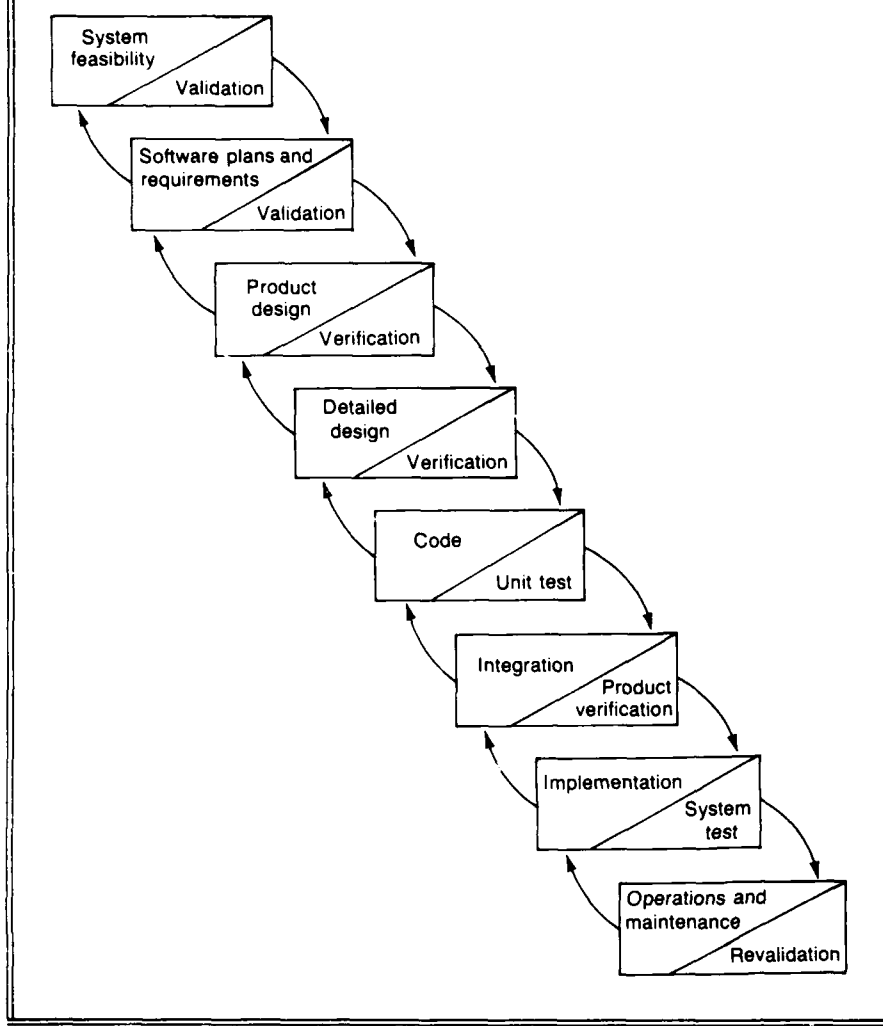 System
feasibility
Validation
Software plans and
requirements
Validation
Product
design
Verification
Detailed
design
Verification
Code
Unit test
Integration
Product
verification
Implementation
System
test
Operations and
maintenance
Revalidation